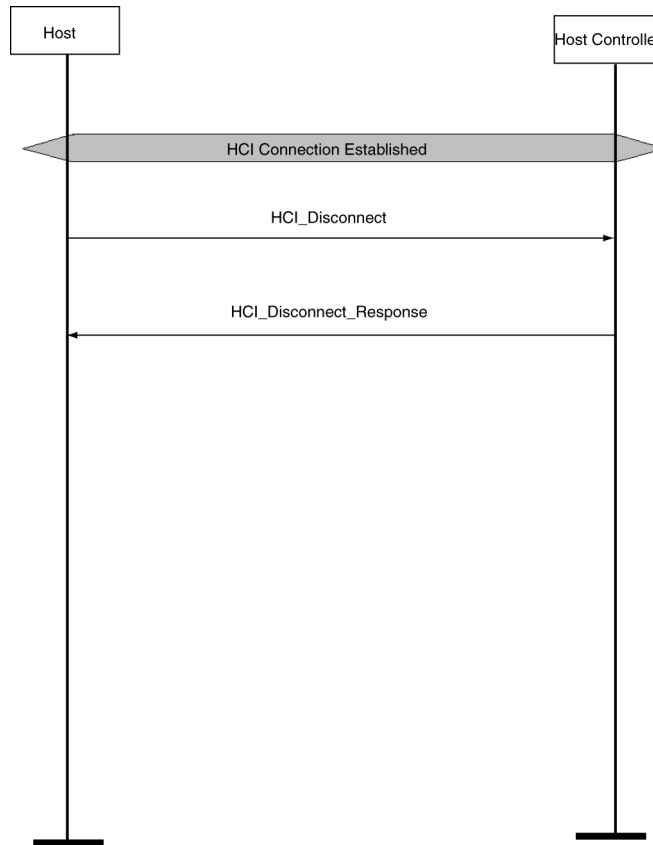 Host
Host Controlle
HCI Connection Established
HCI_Disconnect
HCI_Disconnect_Response